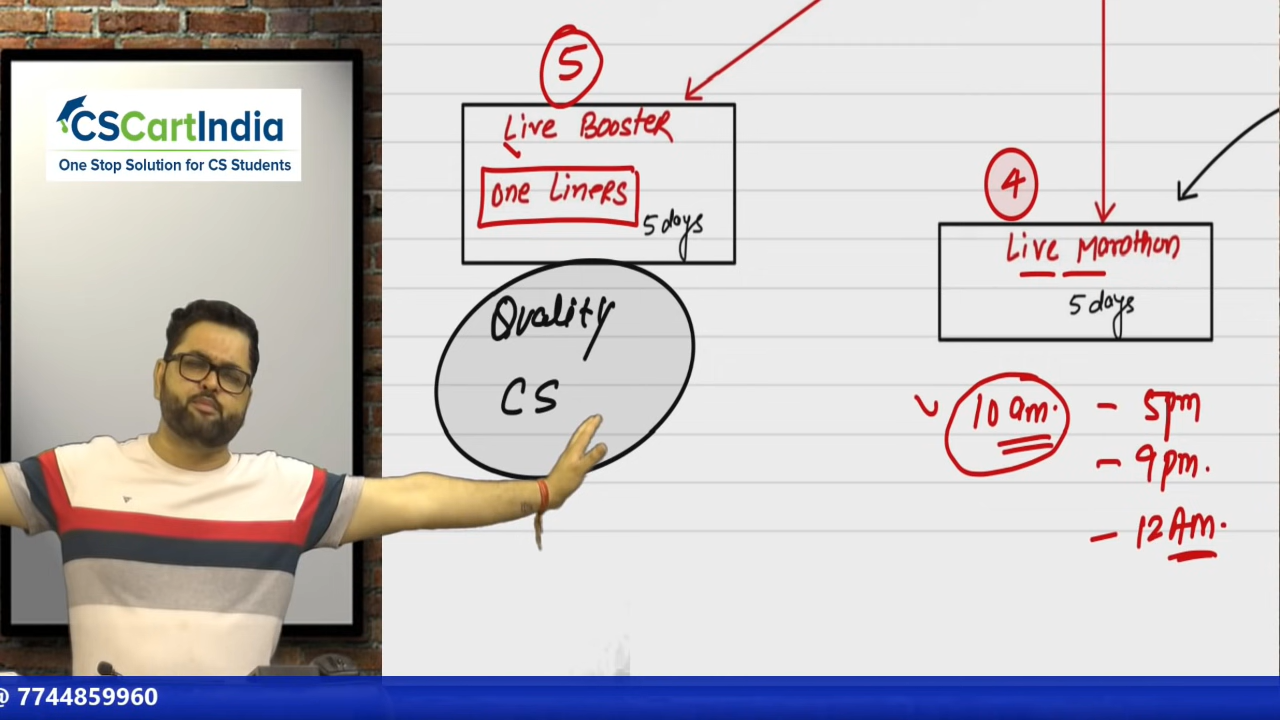 CSCartIndia
One Stop Solution for CS Students
5
Live Booster
One Liners
5 days
Quality
CS
4
Live Marathon
5 days
10 am. - 5pm
- 9pm.
- 12 Am.
@ 7744859960